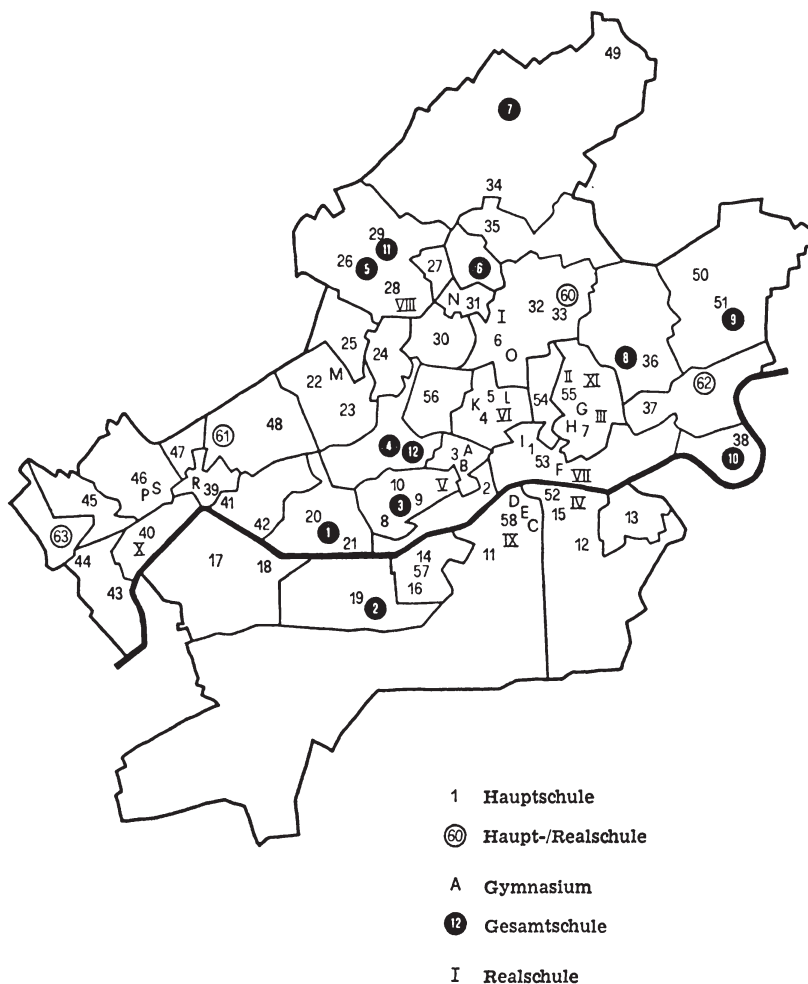 49
7
34
35
29
11
26
5
27
6
28
VIII
N
31
I
32
60
33
50
51
9
25
24
30
6
O
8
36
22
M
23
56
K
5
L
4
VI
54
II
XI
55
G
III
H
7
37
62
61
48
47
4
12
3
A
B
I
1
53
F
VII
38
10
46
P
S
R
39
41
45
63
40
X
44
43
42
20
1
21
10
9
3
8
V
2
D
E
C
58
IX
52
IV
15
13
12
11
17
18
14
57
16
19
2
1 Hauptschule
60 Haupt-/Realschule
A Gymnasium
12 Gesamtschule
I Realschule